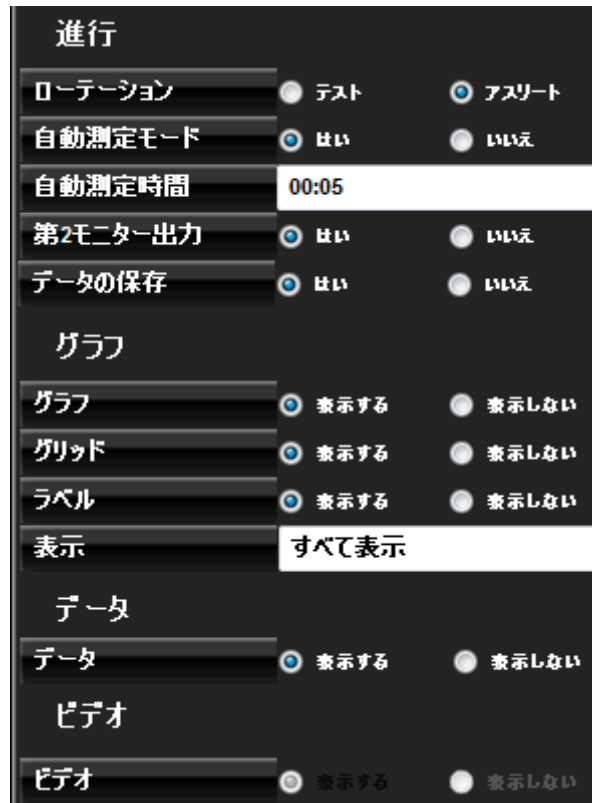 進行
ローテーション テスト アスリート
自動測定モード はい いいえ
自動測定時間 00:05
第2モニター出力 はい いいえ
データの保存 はい いいえ
グラフ
グラフ 表示する 表示しない
グリッド 表示する 表示しない
ラベル 表示する 表示しない
表示 すべて表示
データ
データ 表示する 表示しない
ビデオ
ビデオ 表示する 表示しない